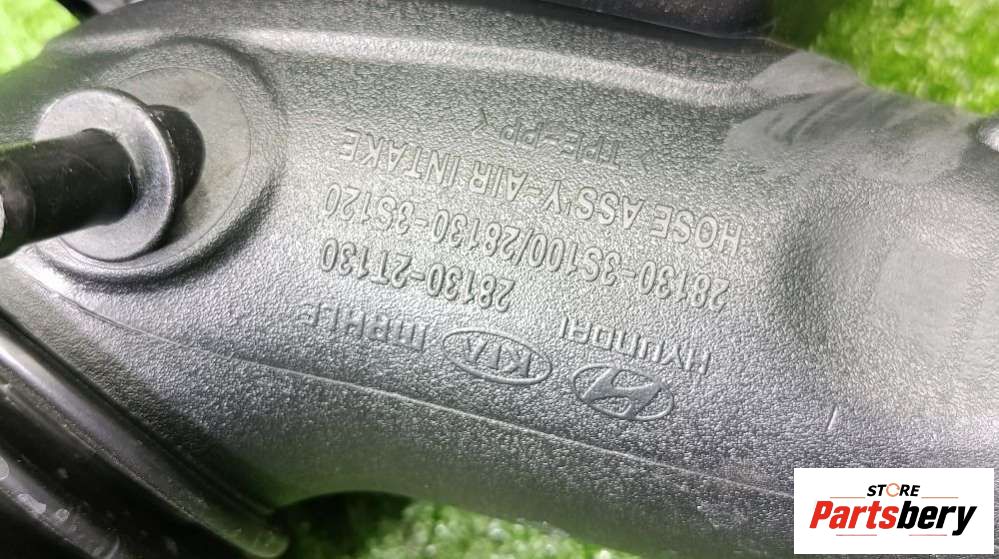 HYUNDAI KIA MAHLE
28130-2T130
28130-3S100/28130-3S120
HOSE ASS'Y-AIR INTAKE
TPE-PP<
STORE
Partsbery